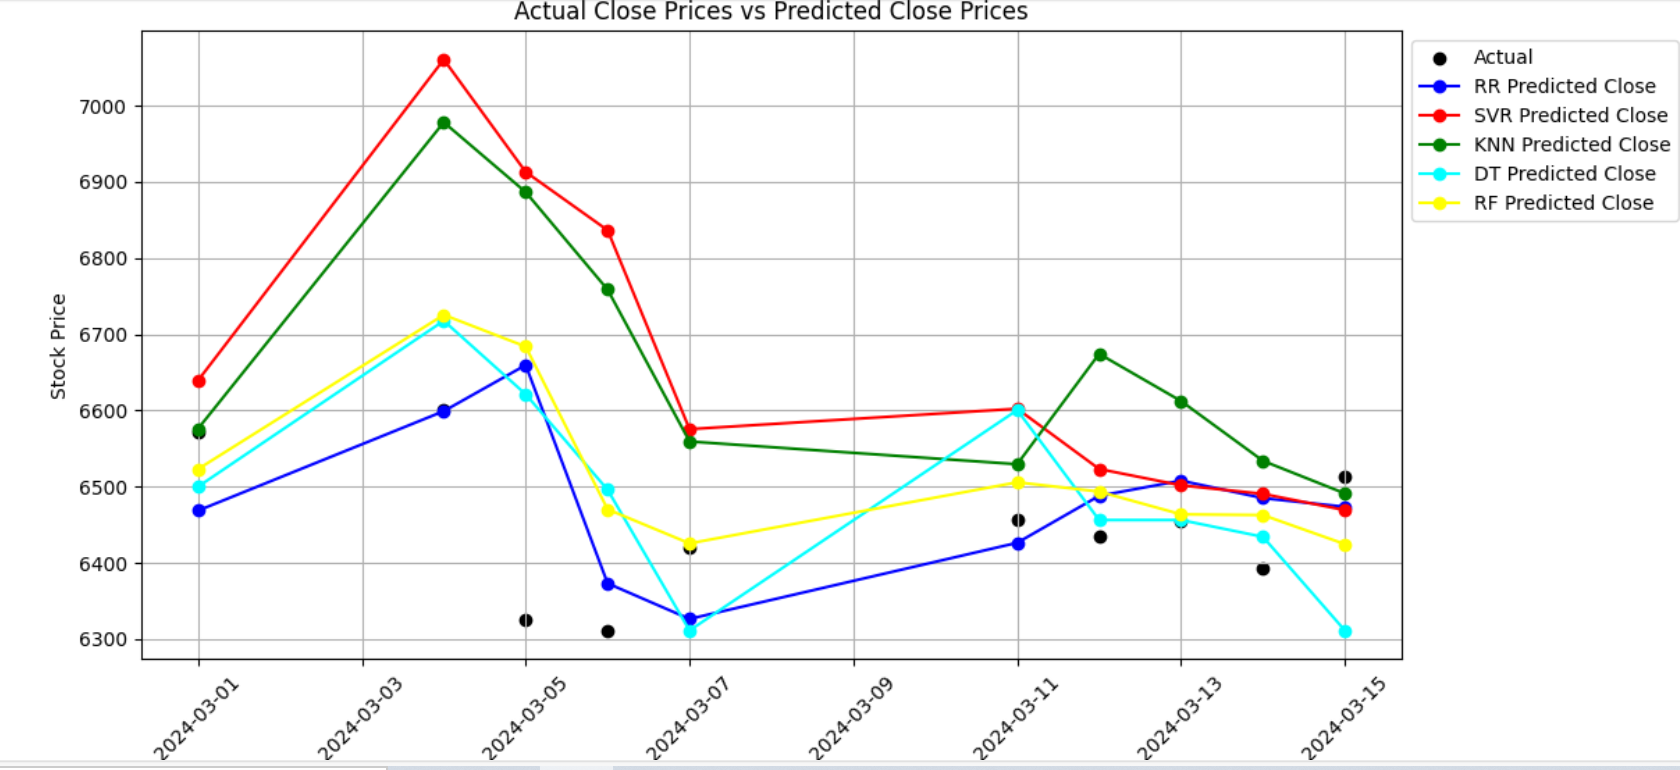 Actual Close Prices vs Predicted Close Prices
Actual
RR Predicted Close
SVR Predicted Close
KNN Predicted Close
DT Predicted Close
RF Predicted Close
Stock Price
7000
6900
6800
6700
6600
6500
6400
6300
2024-03-01
2024-03-03
2024-03-05
2024-03-07
2024-03-09
2024-03-11
2024-03-13
2024-03-15